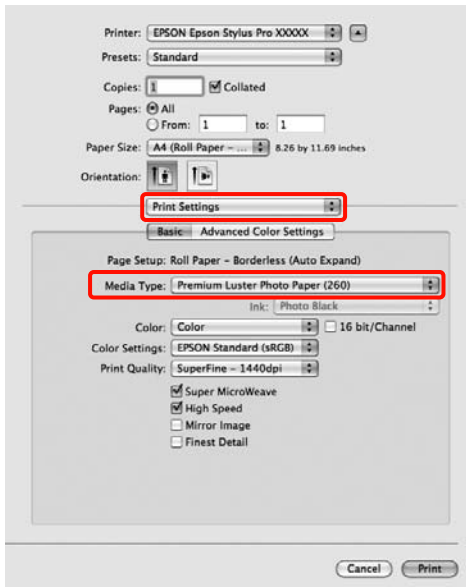 Printer: EPSON Epson Stylus Pro XXXXX
Presets: Standard
Copies: 1 Collated
Pages: All
From: 1 to: 1
Paper Size: A4 (Roll Paper – ... 8.26 by 11.69 inches
Orientation:
Print Settings
Basic Advanced Color Settings
Page Setup: Roll Paper – Borderless (Auto Expand)
Media Type: Premium Luster Photo Paper (260)
Ink: Photo Black
Color: Color 16 bit/Channel
Color Settings: EPSON Standard (sRGB)
Print Quality: SuperFine – 1440dpi
Super MicroWeave
High Speed
Mirror Image
Finest Detail
Cancel Print